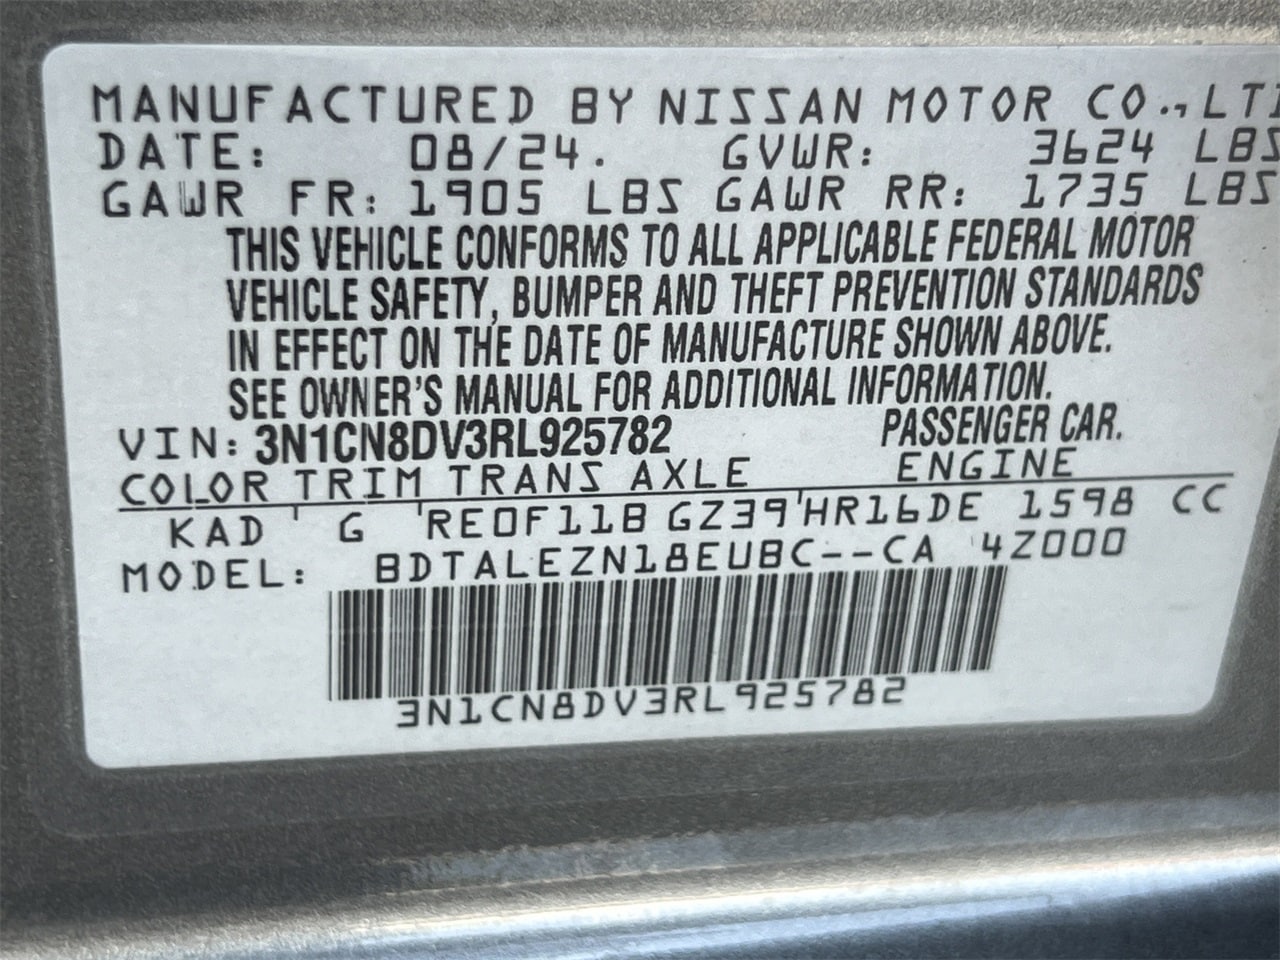 MANUFACTURED BY NISSAN MOTOR CO., LT
DATE: 08/24. GVWR: 3624 LBS
GAWR FR: 1905 LBS GAWR RR: 1735 LBS
THIS VEHICLE CONFORMS TO ALL APPLICABLE FEDERAL MOTOR
VEHICLE SAFETY, BUMPER AND THEFT PREVENTION STANDARDS
IN EFFECT ON THE DATE OF MANUFACTURE SHOWN ABOVE.
SEE OWNER'S MANUAL FOR ADDITIONAL INFORMATION.
VIN: 3N1CN8DV3RL925782 PASSENGER CAR.
COLOR TRIM TRANS AXLE ENGINE
KAD G RE0F11B GZ39 HR16DE 1598 CC
MODEL: BDTALEZN18EUBC--CA 4Z000
3N1CN8DV3RL925782